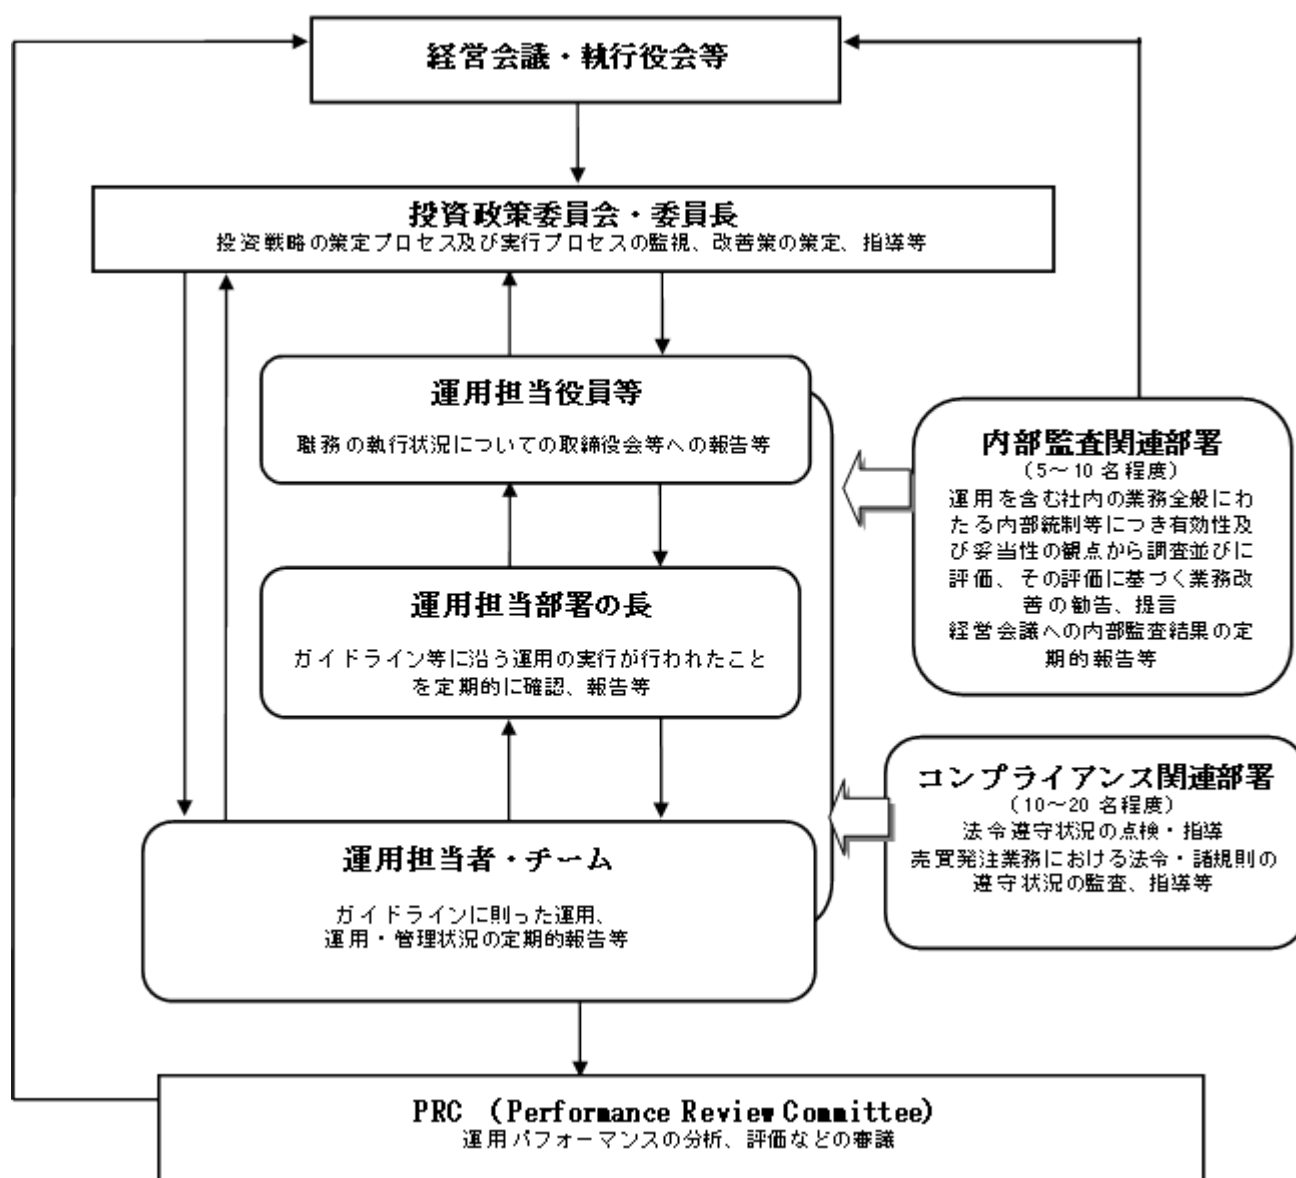 経営会議・執行役会等
投資政策委員会・委員長
投資戦略の策定プロセス及び実行プロセスの監視、改善策の策定、指導等
運用担当役員等
職務の執行状況についての取締役会等への報告等
運用担当部署の長
ガイドライン等に沿う運用の実行が行われたこと
を定期的に確認、報告等
運用担当者・チーム
ガイドラインに則った運用、
運用・管理状況の定期的報告等
内部監査関連部署
（5～10 名程度）
運用を含む社内の業務全般にわ
たる内部統制等につき有効性及
び妥当性の観点から調査並びに
評価、その評価に基づく業務改
善の勧告、提言
経営会議への内部監査結果の定
期的報告等
コンプライアンス関連部署
（10～20 名程度）
法令遵守状況の点検・指導
売買発注業務における法令・諸規則の
遵守状況の監査、指導等
PRC （Performance Review Committee）
運用パフォーマンスの分析、評価などの審議